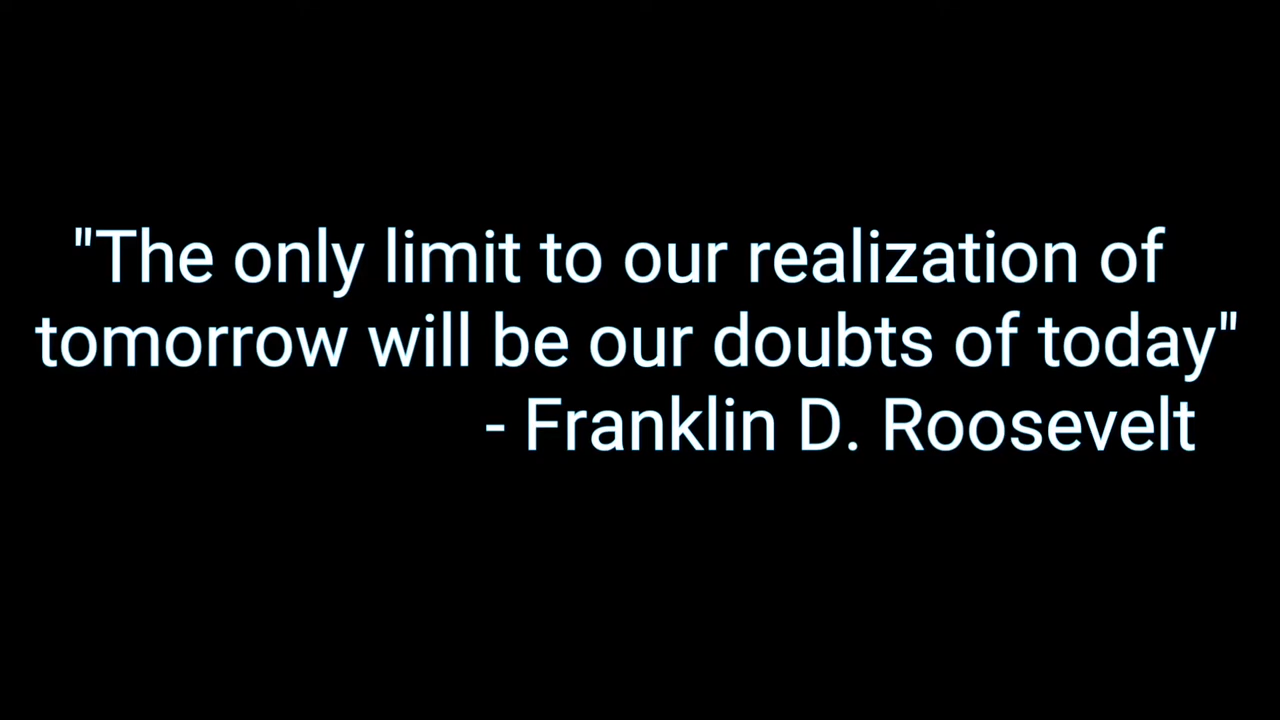 "The only limit to our realization of
tomorrow will be our doubts of today"
- Franklin D. Roosevelt